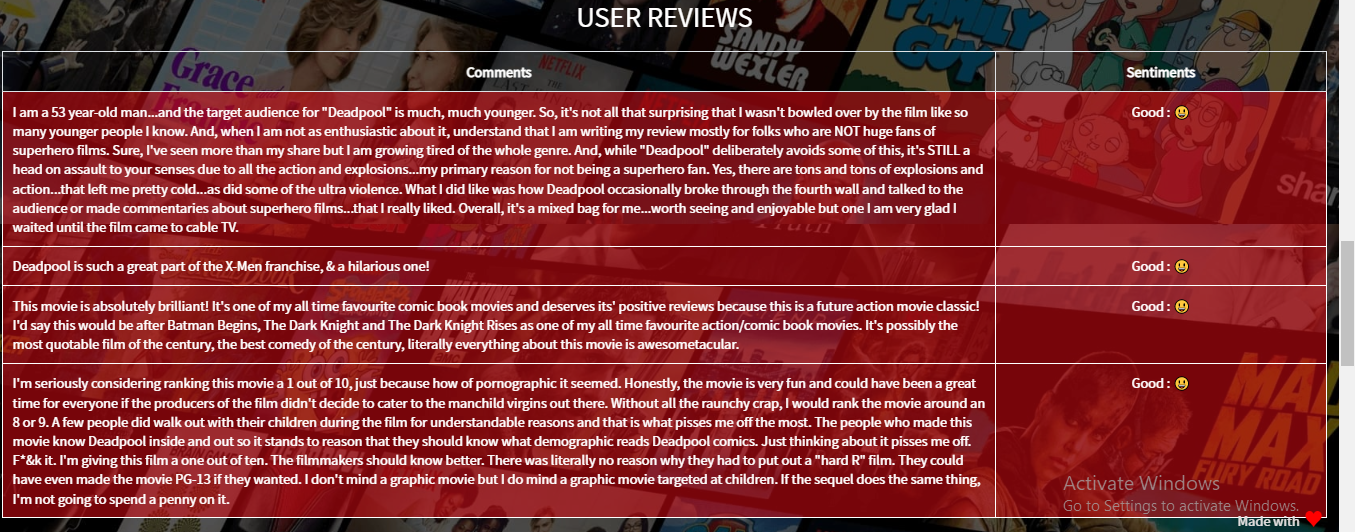 USER REVIEWS
Comments
Sentiments
I am a 53 year-old man...and the target audience for "Deadpool" is much, much younger. So, it's not all that surprising that I wasn't bowled over by the film like so
many younger people I know. And, when I am not as enthusiastic about it, understand that I am writing my review mostly for folks who are NOT huge fans of
superhero films. Sure, I've seen more than my share but I am growing tired of the whole genre. And, while "Deadpool" deliberately avoids some of this, it's STILL a
head on assault to your senses due to all the action and explosions...my primary reason for not being a superhero fan. Yes, there are tons and tons of explosions and
action...that left me pretty cold...as did some of the ultra violence. What I did like was how Deadpool occasionally broke through the fourth wall and talked to the
audience or made commentaries about superhero films...that I really liked. Overall, it's a mixed bag for me...worth seeing and enjoyable but one I am very glad I
waited until the film came to cable TV.
Good : 😃
Deadpool is such a great part of the X-Men franchise, & a hilarious one!
Good : 😃
This movie is absolutely brilliant! It's one of my all time favourite comic book movies and deserves its' positive reviews because this is a future action movie classic!
I'd say this would be after Batman Begins, The Dark Knight and The Dark Knight Rises as one of my all time favourite action/comic book movies. It's possibly the
most quotable film of the century, the best comedy of the century, literally everything about this movie is awesometacular.
Good : 😃
I'm seriously considering ranking this movie a 1 out of 10, just because how of pornographic it seemed. Honestly, the movie is very fun and could have been a great
time for everyone if the producers of the film didn't decide to cater to the manchild virgins out there. Without all the raunchy crap, I would rank the movie around an
8 or 9. A few people did walk out with their children during the film for understandable reasons and that is what pisses me off the most. The people who made this
movie know Deadpool inside and out so it stands to reason that they should know what demographic reads Deadpool comics. Just thinking about it pisses me off.
F*&k it. I'm giving this film a one out of ten. The filmmakers should know better. There was literally no reason why they had to put out a "hard R" film. They could
have even made the movie PG-13 if they wanted. I don't mind a graphic movie but I do mind a graphic movie targeted at children. If the sequel does the same thing,
I'm not going to spend a penny on it.
Good : 😃
Grace
and
NETFLIX
SANDY
WEXLER
FAMILY
GUY
shar
Truth
MAD
MAX
FURY ROAD
Activate Windows
Go to Settings to activate Windows.
Made with ❤